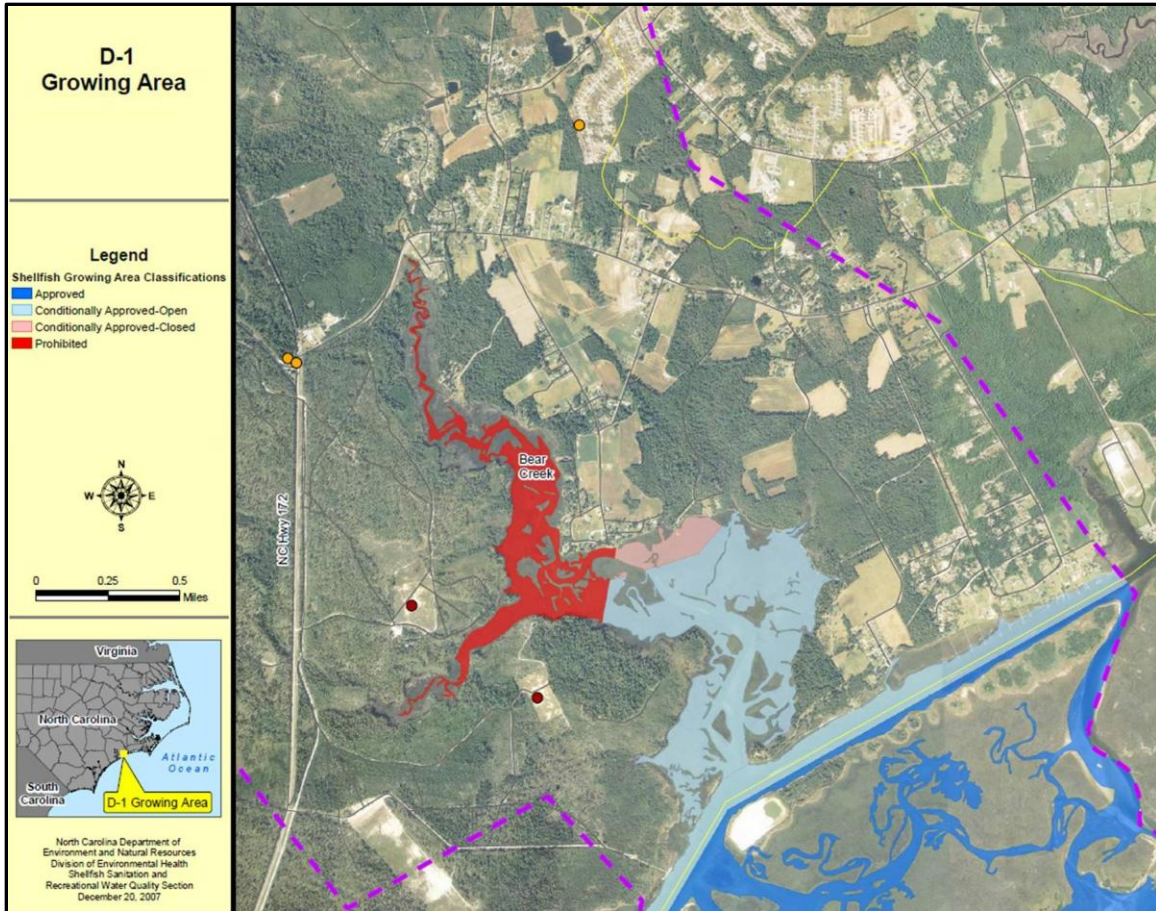 D-1
Growing Area
Legend
Shellfish Growing Area Classifications
Approved
Conditionally Approved-Open
Conditionally Approved-Closed
Prohibited
N
W E
S
0 0.25 0.5
Miles
Virginia
North Carolina
Atlantic
Ocean
South
Carolina
D-1 Growing Area
North Carolina Department of
Environment and Natural Resources
Division of Environmental Health
Shellfish Sanitation and
Recreational Water Quality Section
December 20, 2007
Bear
Creek
NC Hwy 172